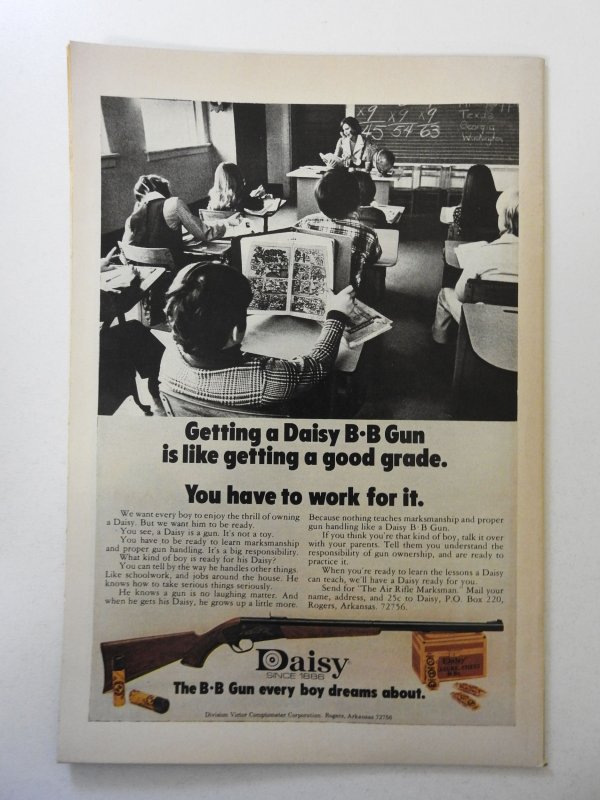 x9 x9 x9
45 54 63
Texas
Georgia
Washington
Getting a Daisy B·B Gun
is like getting a good grade.
You have to work for it.
We want every boy to enjoy the thrill of owning
a Daisy. But we want him to be ready.
You see, a Daisy is a gun. It's not a toy.
You have to be ready to learn marksmanship
and proper gun handling. It's a big responsibility.
What kind of boy is ready for his Daisy?
You can tell by the way he handles other things.
Like schoolwork, and jobs around the house. He
knows how to take serious things seriously.
He knows a gun is no laughing matter. And
when he gets his Daisy, he grows up a little more.
Because nothing teaches marksmanship and proper
gun handling like a Daisy B·B Gun.
If you think you're that kind of boy, talk it over
with your parents. Tell them you understand the
responsibility of gun ownership, and are ready to
practice it.
When you're ready to learn the lessons a Daisy
can teach, we'll have a Daisy ready for you.
Send for "The Air Rifle Marksman." Mail your
name, address, and 25c to Daisy, P.O. Box 220,
Rogers, Arkansas. 72756.
Daisy
SINCE 1886
Daisy
The B·B Gun every boy dreams about.
Division Victor Comptometer Corporation. Rogers, Arkansas 72756